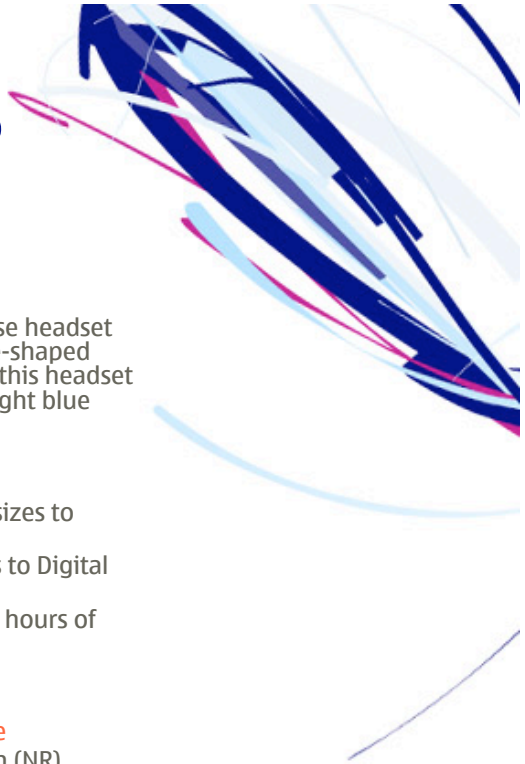 se headset
-shaped
this headset
ght blue
sizes to
s to Digital
hours of
e
n (NR)